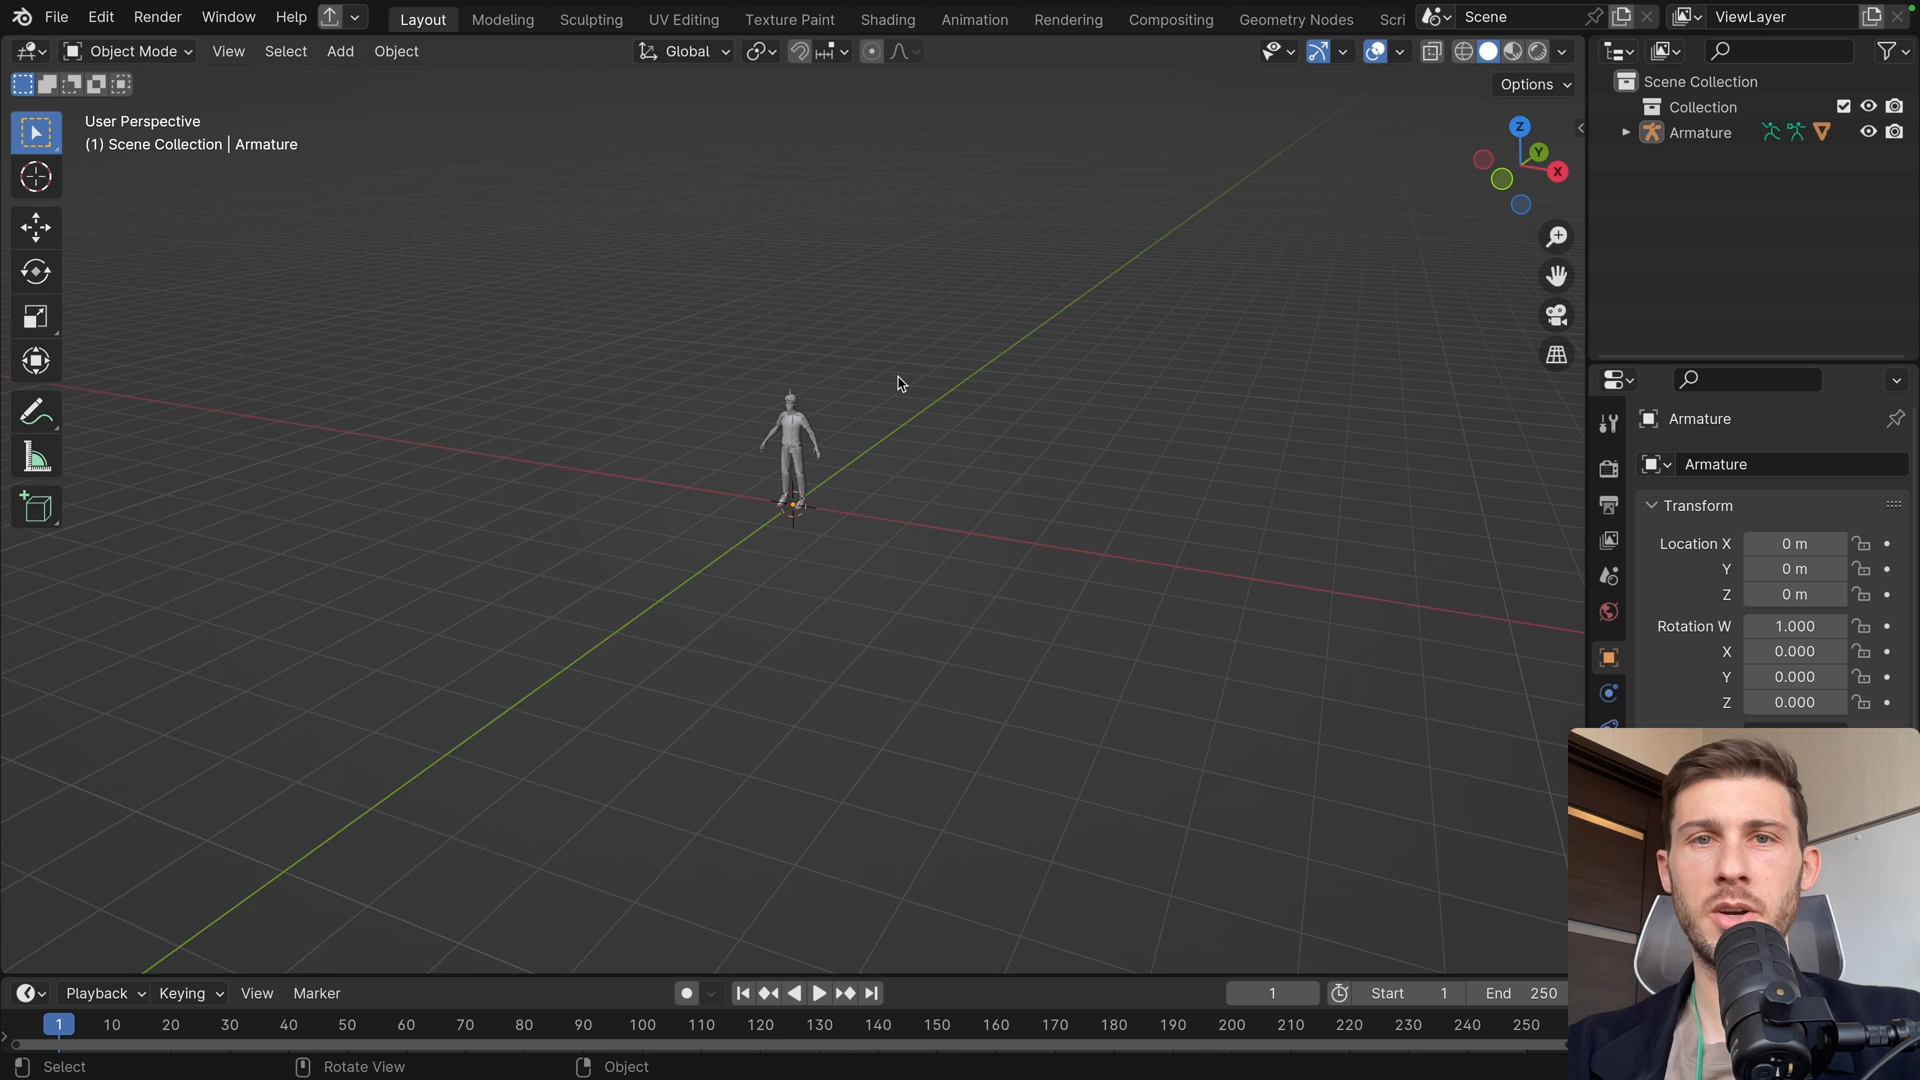 File Edit Render Window Help
Layout Modeling Sculpting UV Editing Texture Paint Shading Animation Rendering Compositing Geometry Nodes Scri
Scene
ViewLayer
Object Mode View Select Add Object
Global
Options
User Perspective
(1) Scene Collection | Armature
Z
Y
X
Scene Collection
Collection
Armature
Armature
Armature
Transform
Location X 0 m
Y 0 m
Z 0 m
Rotation W 1.000
X 0.000
Y 0.000
Z 0.000
Playback Keying View Marker
1
Start 1
End 250
1 10 20 30 40 50 60 70 80 90 100 110 120 130 140 150 160 170 180 190 200 210 220 230 240 250
Select
Rotate View
Object